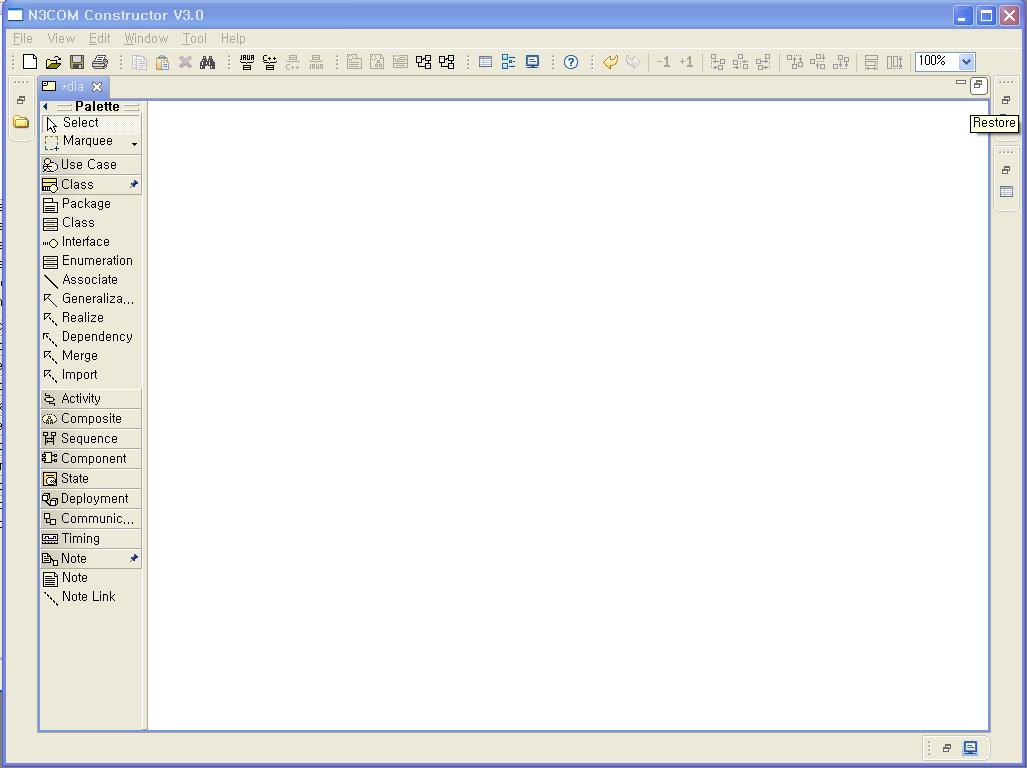 N3COM Constructor V3.0
File View Edit Window Tool Help
JAVA C++ C++ JAVA ? -1 +1 100%
*dia
Palette
Select
Restore
Marquee
Use Case
Class
Package
Class
Interface
Enumeration
Associate
Generaliza...
Realize
Dependency
Merge
Import
Activity
Composite
Sequence
Component
State
Deployment
Communic...
Timing
Note
Note
Note Link